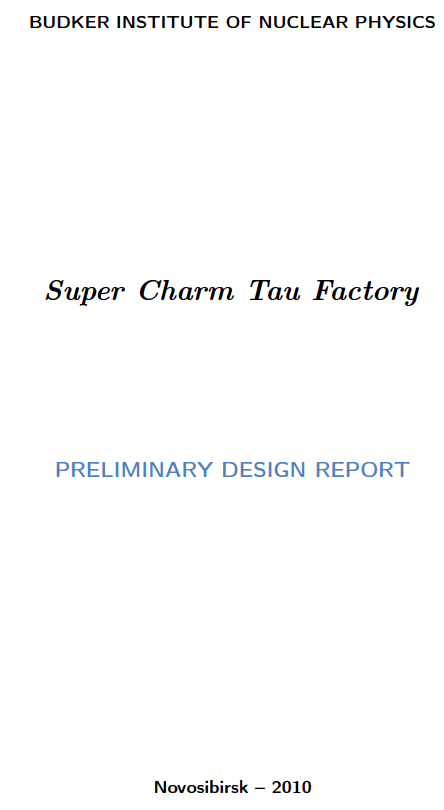 BUDKER INSTITUTE OF NUCLEAR PHYSICS
Super Charm Tau Factory
PRELIMINARY DESIGN REPORT
Novosibirsk – 2010